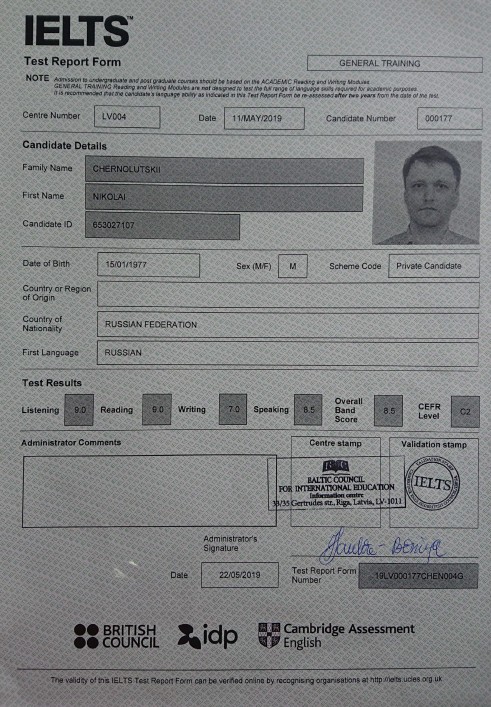 IELTS™
Test Report Form
GENERAL TRAINING
NOTE Admission to undergraduate and post graduate courses should be based on the ACADEMIC Reading and Writing Modules.
GENERAL TRAINING Reading and Writing Modules are not designed to test the full range of language skills required for academic purposes.
It is recommended that the candidate's language ability as indicated in this Test Report Form be re-assessed after two years from the date of the test.
Centre Number LV004 Date 11/MAY/2019 Candidate Number 000177
Candidate Details
Family Name CHERNOLUTSKII
First Name NIKOLAI
Candidate ID 653027107
Date of Birth 15/01/1977 Sex (M/F) M Scheme Code Private Candidate
Country or Region
of Origin
Country of
Nationality RUSSIAN FEDERATION
First Language RUSSIAN
Test Results
Listening 9.0 Reading 9.0 Writing 7.0 Speaking 8.5 Overall Band Score 8.5 CEFR Level C2
Administrator Comments
Centre stamp
Validation stamp
BALTIC COUNCIL
FOR INTERNATIONAL EDUCATION
Information centre
33/35 Gertrudes str., Riga, Latvia, LV-1011
IELTS
Administrator's
Signature
Date 22/05/2019
Test Report Form
Number 19LV000177CHEN004G
BRITISH
COUNCIL
idp
Cambridge Assessment
English
The validity of this IELTS Test Report Form can be verified online by recognising organisations at http://ielts.ucles.org.uk